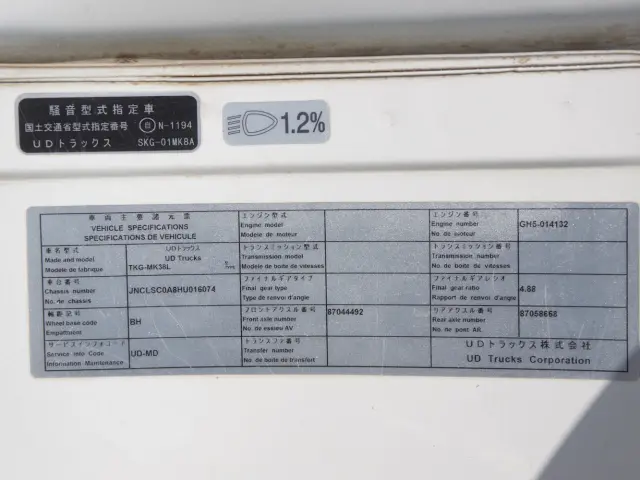 騒音型式指定車
国土交通省型式指定番号 自 N-1194
UDトラックス SKG-01MK8A
1.2%
車両主要諸元表
VEHICLE SPECIFICATIONS
SPECIFICATIONS DE VEHICULE
エンジン型式
Engine model
Modele de moteur
エンジン番号
Engine number
No. de moteur
GH5-014132
車名型式
Made and model
Modele de fabrique
UDトラックス
UD Trucks
TKG-MK38L
トランスミッション型式
Transmission model
Modele de boite de vitesses
トランスミッション番号
Transmission number
No de boite de vitesses
車台番号
Chassis number
No. de chassis
JNCLSC0A8HU016074
ファイナルギアタイプ
Final gear type
Type de renvoi d'angle
ファイナルギアレシオ
Final gear ratio
Rapport de renvoi d'angle
4.88
軸距記号
Wheel base code
Empattment
BH
フロントアクスル番号
Front axle number
No. de essieu AV
87044492
リアアクスル番号
Rear axle number
No. de pont AR
87058668
サービスインフォコード
Service info Code
Information Maintenance
UD-MD
トランスファ番号
Transfer number
No. de boite de transfert
UDトラックス株式会社
UD Trucks Corporation